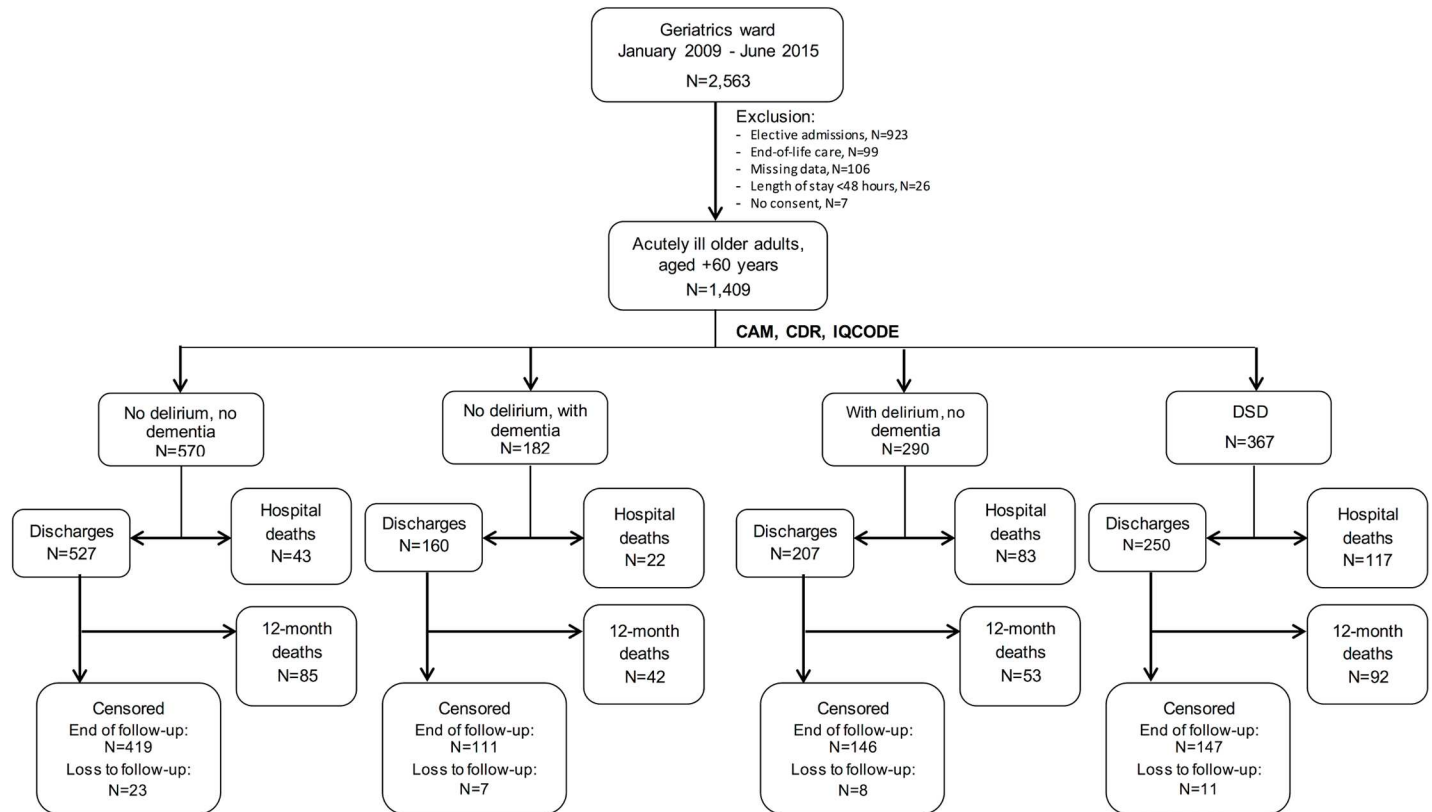 Geriatrics ward
January 2009 - June 2015
N=2,563
Exclusion:
- Elective admissions, N=923
- End-of-life care, N=99
- Missing data, N=106
- Length of stay <48 hours, N=26
- No consent, N=7
Acutely ill older adults,
aged +60 years
N=1,409
CAM, CDR, IQCODE
No delirium, no
dementia
N=570
No delirium, with
dementia
N=182
With delirium, no
dementia
N=290
DSD
N=367
Discharges
N=527
Hospital
deaths
N=43
Discharges
N=160
Hospital
deaths
N=22
Discharges
N=207
Hospital
deaths
N=83
Discharges
N=250
Hospital
deaths
N=117
12-month
deaths
N=85
12-month
deaths
N=42
12-month
deaths
N=53
12-month
deaths
N=92
Censored
End of follow-up:
N=419
Loss to follow-up:
N=23
Censored
End of follow-up:
N=111
Loss to follow-up:
N=7
Censored
End of follow-up:
N=146
Loss to follow-up:
N=8
Censored
End of follow-up:
N=147
Loss to follow-up:
N=11